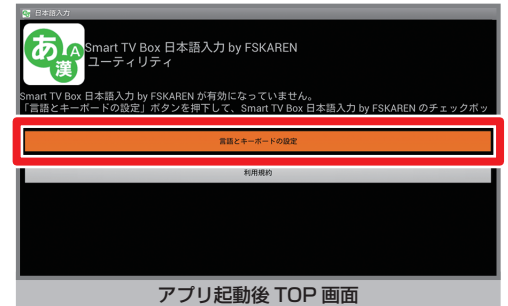 日本語入力
あA漢
Smart TV Box 日本語入力 by FSKAREN
ユーティリティ
Smart TV Box 日本語入力 by FSKAREN が有効になっていません。
「言語とキーボードの設定」ボタンを押下して、Smart TV Box 日本語入力 by FSKAREN のチェックボッ
言語とキーボードの設定
利用規約
アプリ起動後 TOP 画面